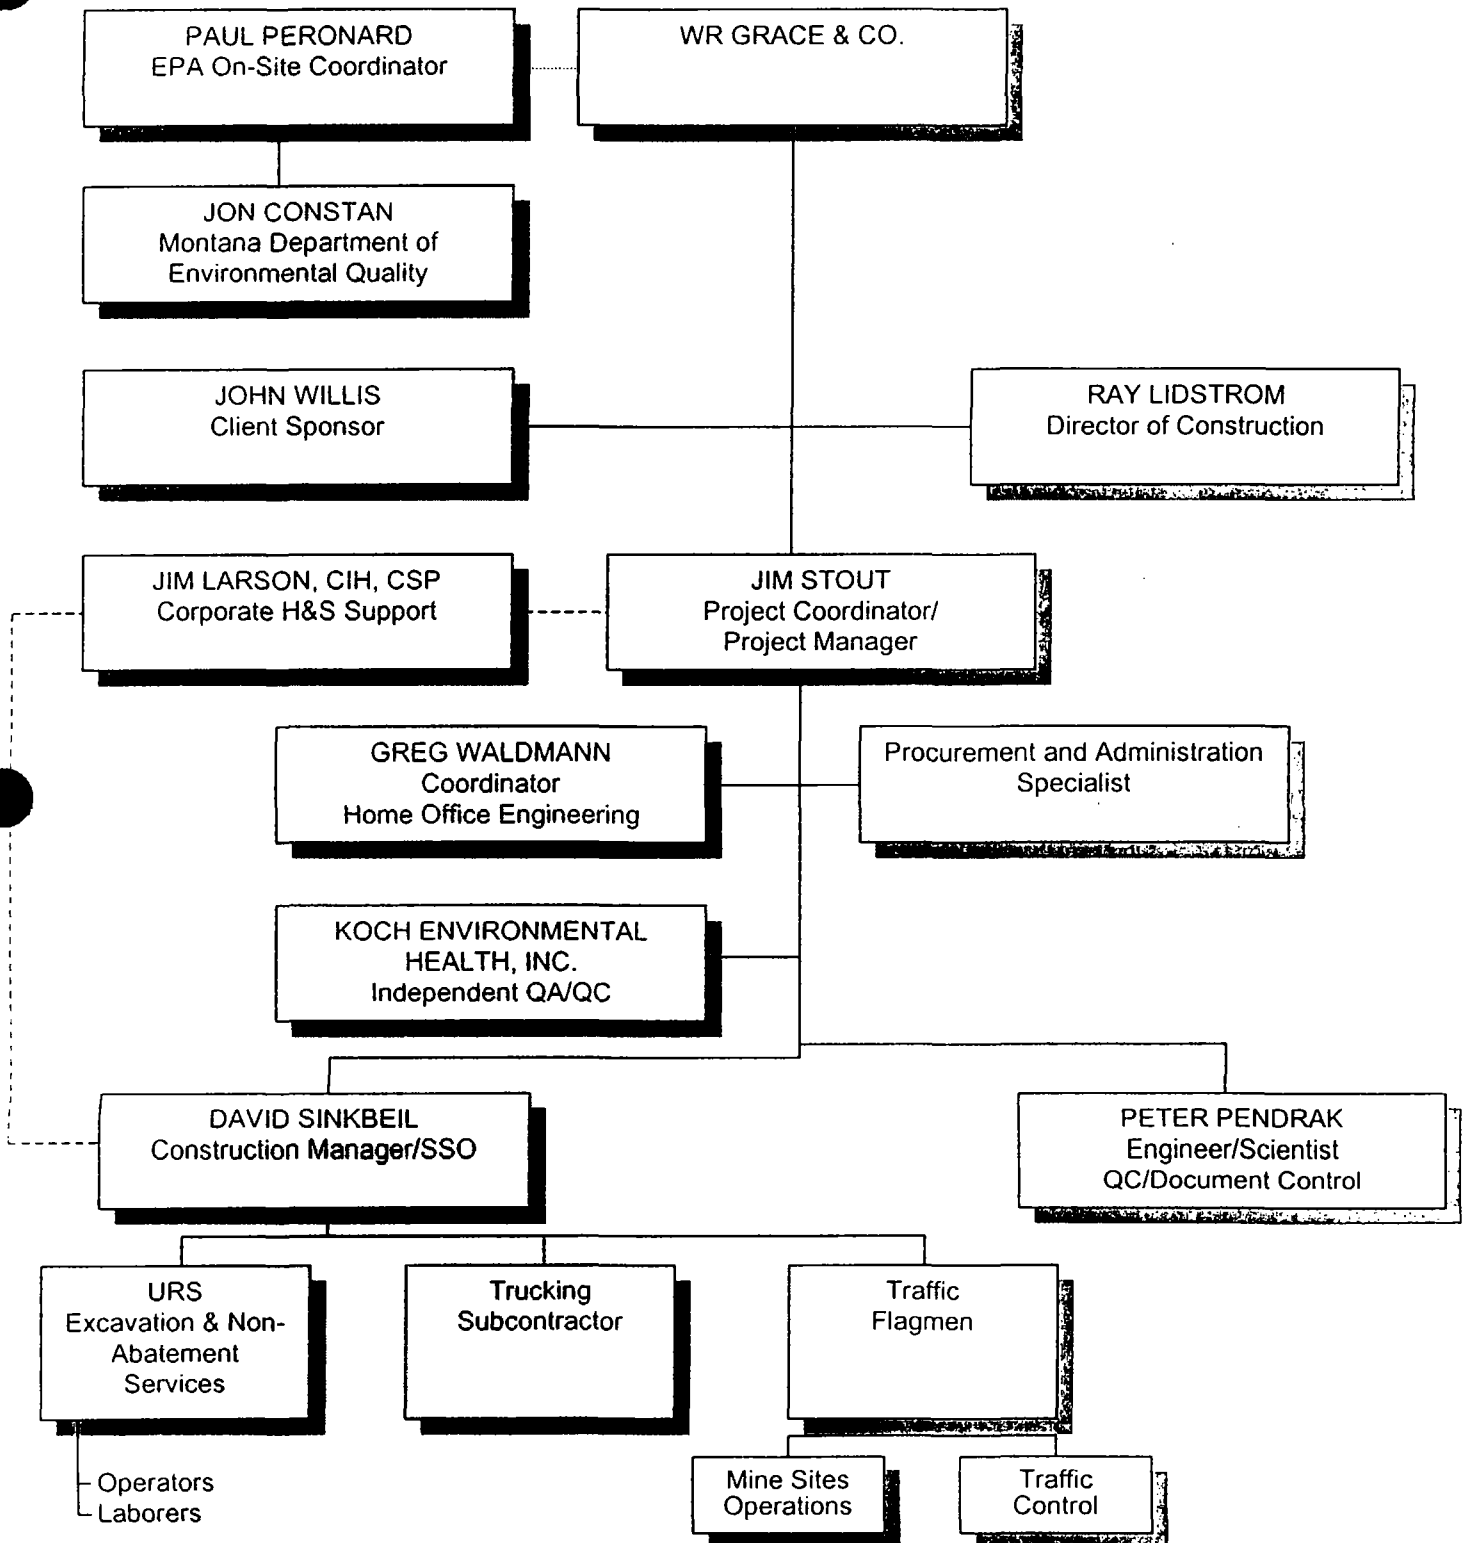 PAUL PERONARD
EPA On-Site Coordinator
WR GRACE & CO.
JON CONSTAN
Montana Department of
Environmental Quality
JOHN WILLIS
Client Sponsor
RAY LIDSTROM
Director of Construction
JIM LARSON, CIH, CSP
Corporate H&S Support
JIM STOUT
Project Coordinator/
Project Manager
GREG WALDMANN
Coordinator
Home Office Engineering
Procurement and Administration
Specialist
KOCH ENVIRONMENTAL
HEALTH, INC.
Independent QA/QC
DAVID SINKBEIL
Construction Manager/SSO
PETER PENDRAK
Engineer/Scientist
QC/Document Control
URS
Excavation & Non-
Abatement
Services
Trucking
Subcontractor
Traffic
Flagmen
Operators
Laborers
Mine Sites
Operations
Traffic
Control